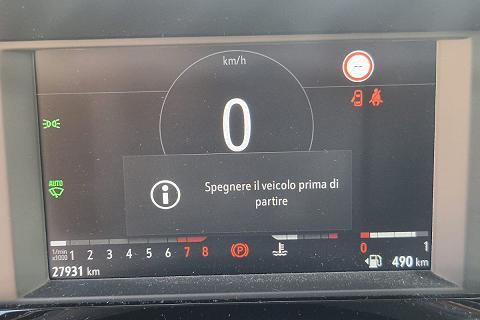 km/h
--
0
AUTO
Spegnere il veicolo prima di
partire
1/min
x1000
1 2 3 4 5 6 7 8
P
0 1
27931 km
490 km